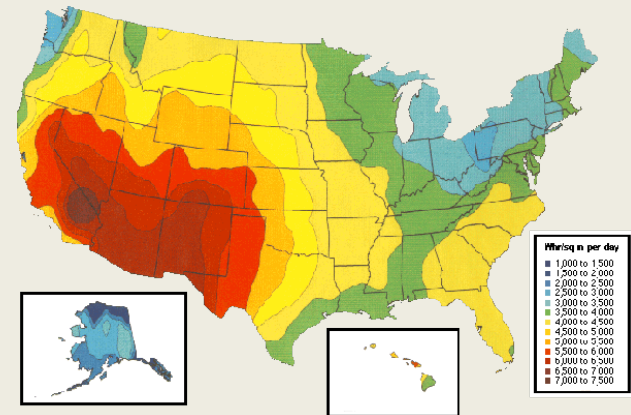 Whr/sq m per day
1,000 to 1,500
1,500 to 2,000
2,000 to 2,500
2,500 to 3,000
3,000 to 3,500
3,500 to 4,000
4,000 to 4,500
4,500 to 5,000
5,000 to 5,500
5,500 to 6,000
6,000 to 6,500
6,500 to 7,000
7,000 to 7,500